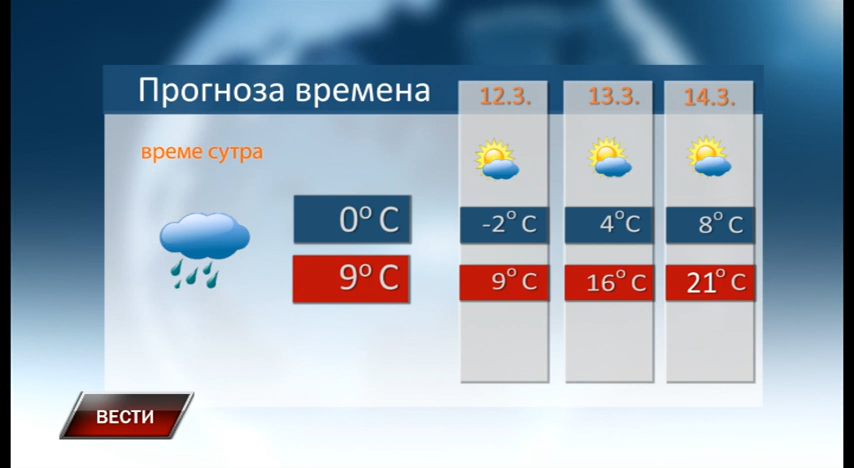 Прогноза времена
време сутра
0° C
9° C
12.3.
-2° C
9° C
13.3.
4°C
16° C
14.3.
8° C
21° C
ВЕСТИ